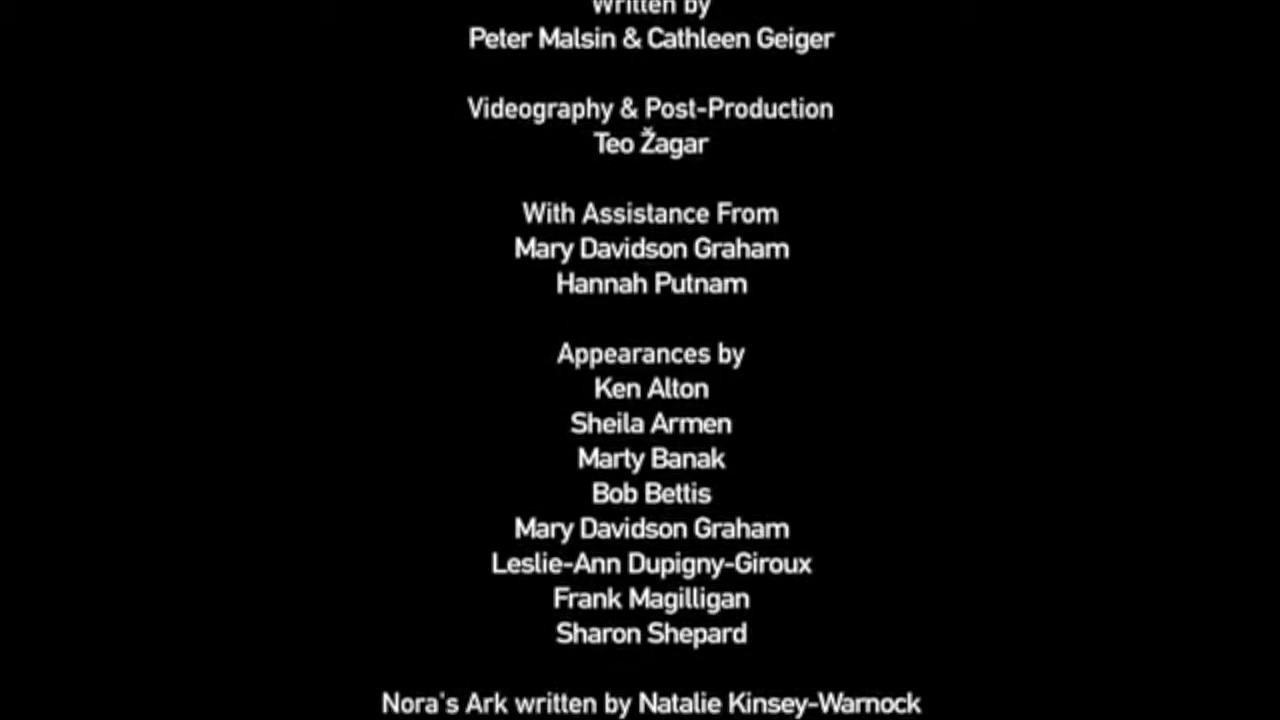 Written by
Peter Malsin & Cathleen Geiger
Videography & Post-Production
Teo Žagar
With Assistance From
Mary Davidson Graham
Hannah Putnam
Appearances by
Ken Alton
Sheila Armen
Marty Banak
Bob Bettis
Mary Davidson Graham
Leslie-Ann Dupigny-Giroux
Frank Magilligan
Sharon Shepard
Nora's Ark written by Natalie Kinsey-Warnock